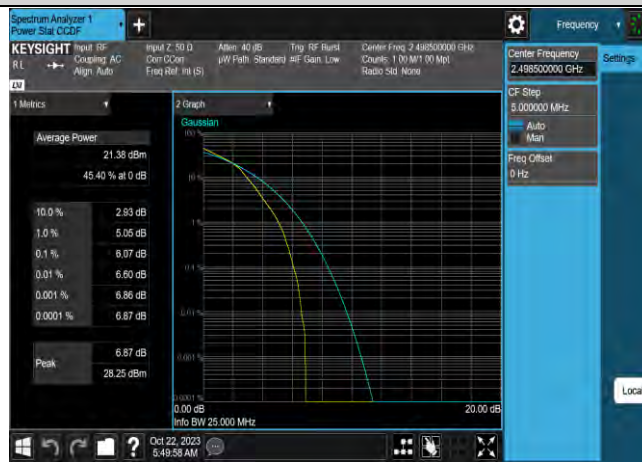 Spectrum Analyzer 1
Power Stat CCDF
Frequency
KEYSIGHT
RL
Input: RF
Coupling: AC
Align: Auto
Input Z: 50 Ω
Corr CCorr
Freq Ref: Int (S)
Atten: 40 dB
µW Path: Standard
Trig: RF Burst
#IF Gain: Low
Center Freq: 2.498500000 GHz
Counts: 1.00 M/1.00 Mpt
Radio Std: None
LNI
1 Metrics
Average Power
21.38 dBm
45.40 % at 0 dB
10.0 % 2.93 dB
1.0 % 5.05 dB
0.1 % 6.07 dB
0.01 % 6.60 dB
0.001 % 6.86 dB
0.0001 % 6.87 dB
Peak
6.87 dB
28.25 dBm
2 Graph
Gaussian
100 %
10 %
1 %
0.1 %
0.01 %
0.001 %
0.0001 %
0.00 dB
20.00 dB
Info BW 25.000 MHz
Center Frequency
2.498500000 GHz
Settings
CF Step
5.000000 MHz
Auto
Man
Freq Offset
0 Hz
Local
Oct 22, 2023
5:49:58 AM